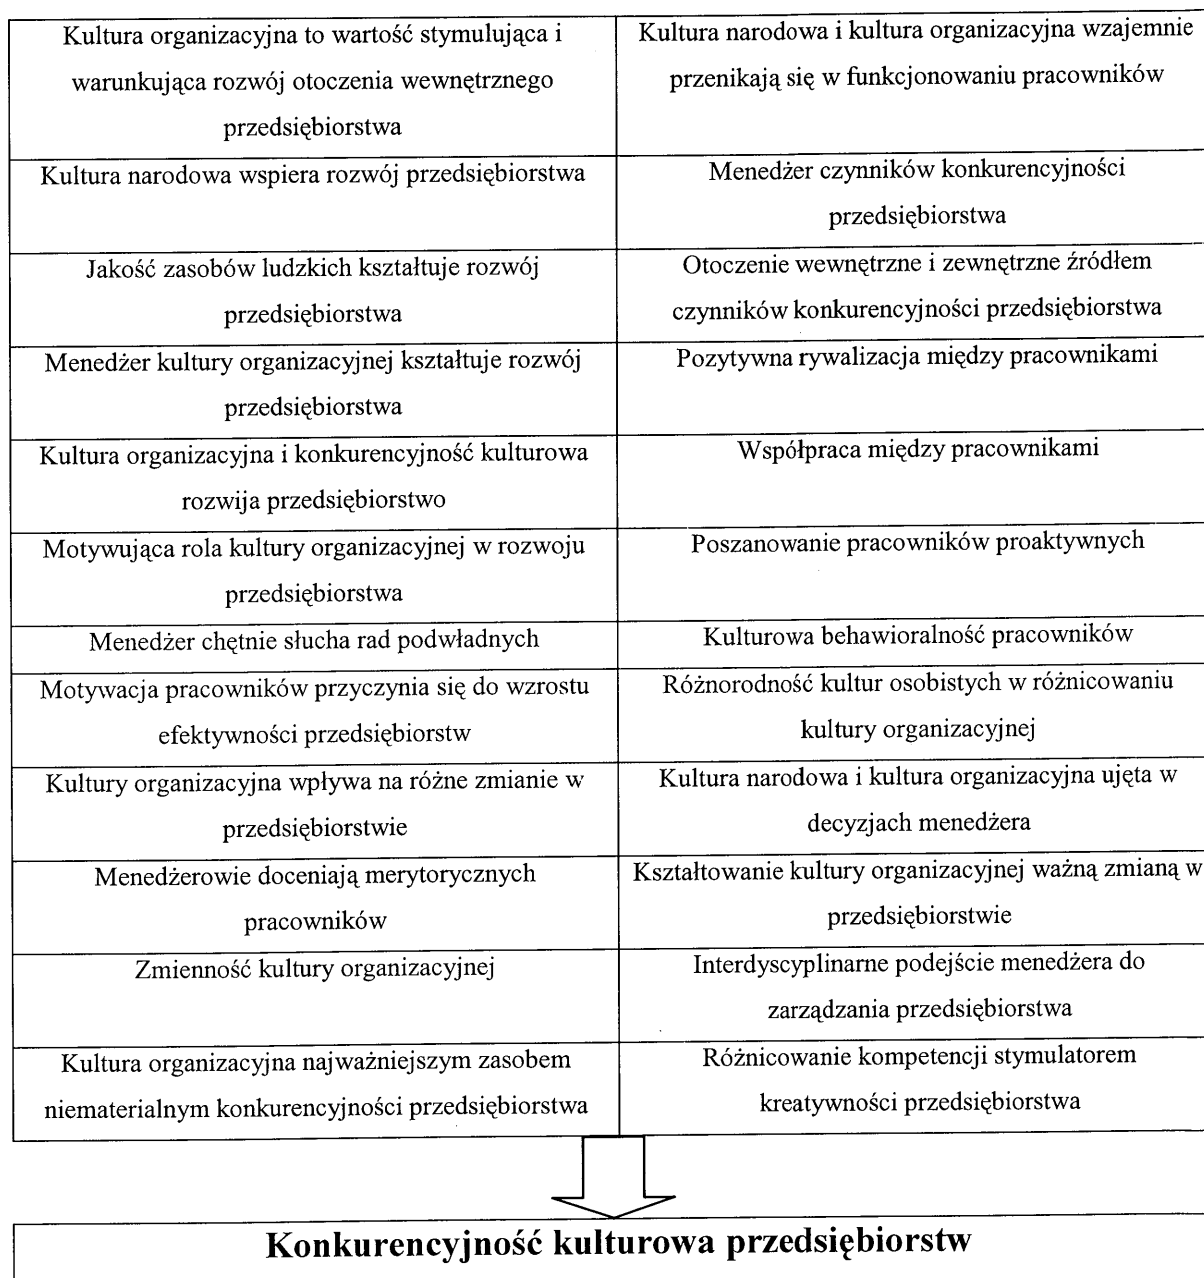 Kultura organizacyjna to wartość stymulująca i
warunkująca rozwój otoczenia wewnętrznego
przedsiębiorstwa
Kultura narodowa i kultura organizacyjna wzajemnie
przenikają się w funkcjonowaniu pracowników
Kultura narodowa wspiera rozwój przedsiębiorstwa
Menedżer czynników konkurencyjności
przedsiębiorstwa
Jakość zasobów ludzkich kształtuje rozwój
przedsiębiorstwa
Otoczenie wewnętrzne i zewnętrzne źródłem
czynników konkurencyjności przedsiębiorstwa
Menedżer kultury organizacyjnej kształtuje rozwój
przedsiębiorstwa
Pozytywna rywalizacja między pracownikami
Kultura organizacyjna i konkurencyjność kulturowa
rozwija przedsiębiorstwo
Współpraca między pracownikami
Motywująca rola kultury organizacyjnej w rozwoju
przedsiębiorstwa
Poszanowanie pracowników proaktywnych
Menedżer chętnie słucha rad podwładnych
Kulturowa behawioralność pracowników
Motywacja pracowników przyczynia się do wzrostu
efektywności przedsiębiorstw
Różnorodność kultur osobistych w różnicowaniu
kultury organizacyjnej
Kultury organizacyjna wpływa na różne zmianie w
przedsiębiorstwie
Kultura narodowa i kultura organizacyjna ujęta w
decyzjach menedżera
Menedżerowie doceniają merytorycznych
pracowników
Kształtowanie kultury organizacyjnej ważną zmianą w
przedsiębiorstwie
Zmienność kultury organizacyjnej
Interdyscyplinarne podejście menedżera do
zarządzania przedsiębiorstwa
Kultura organizacyjna najważniejszym zasobem
niematerialnym konkurencyjności przedsiębiorstwa
Różnicowanie kompetencji stymulatorem
kreatywności przedsiębiorstwa
Konkurencyjność kulturowa przedsiębiorstw